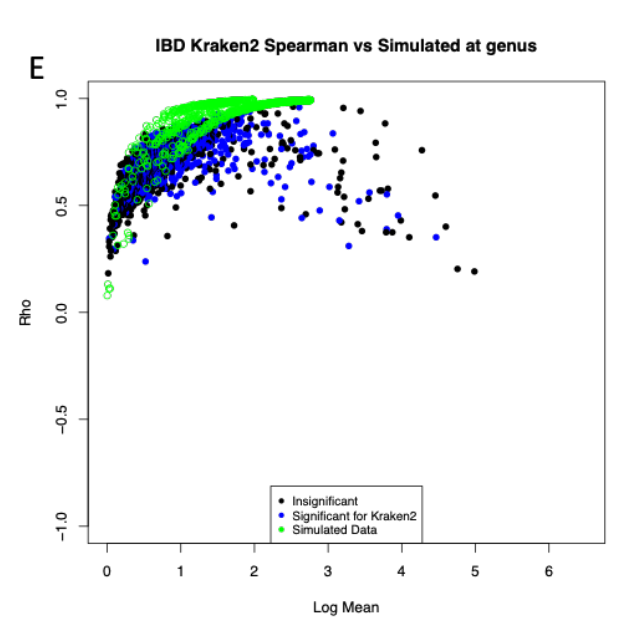 IBD Kraken2 Spearman vs Simulated at genus
E
1.0
0.5
0.0
−0.5
−1.0
Rho
Insignificant
Significant for Kraken2
Simulated Data
0 1 2 3 4 5 6
Log Mean